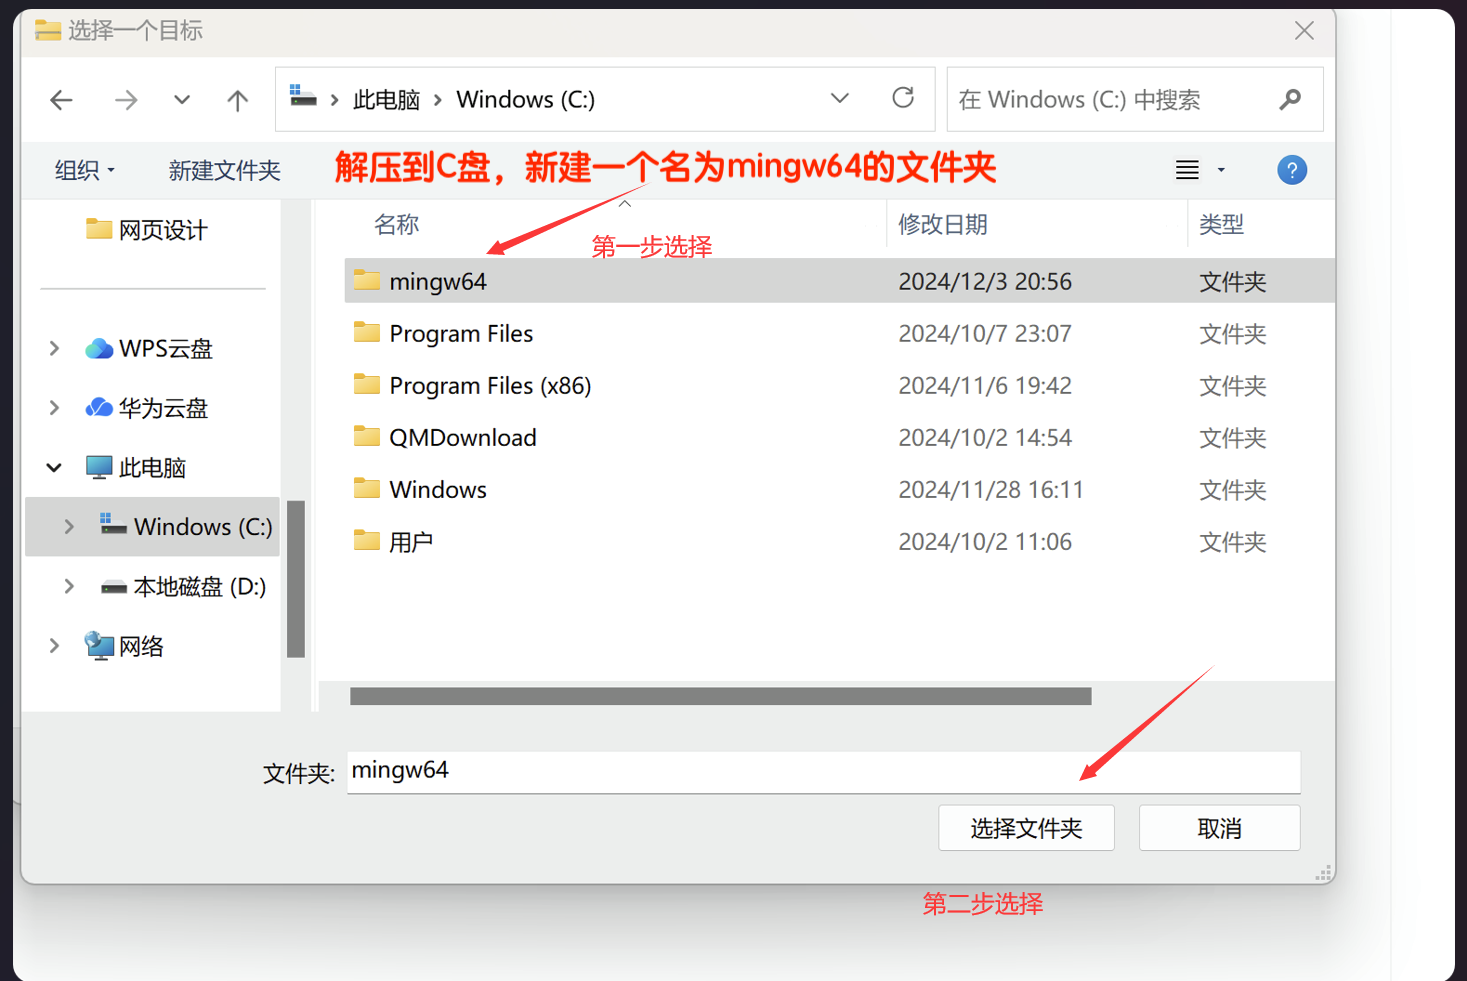 选择一个目标
此电脑 Windows (C:)
在 Windows (C:) 中搜索
组织 新建文件夹
解压到C盘，新建一个名为mingw64的文件夹
网页设计
WPS云盘
华为云盘
此电脑
Windows (C:)
本地磁盘 (D:)
网络
名称 修改日期 类型
第一步选择
mingw64 2024/12/3 20:56 文件夹
Program Files 2024/10/7 23:07 文件夹
Program Files (x86) 2024/11/6 19:42 文件夹
QMDownload 2024/10/2 14:54 文件夹
Windows 2024/11/28 16:11 文件夹
用户 2024/10/2 11:06 文件夹
文件夹: mingw64
选择文件夹 取消
第二步选择